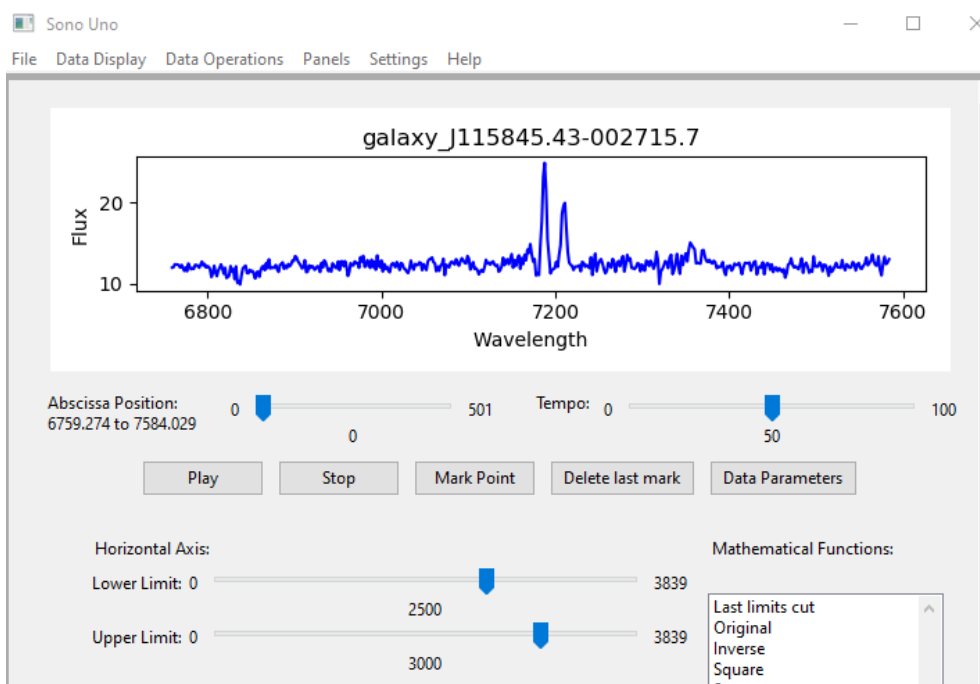 Sono Uno
File Data Display Data Operations Panels Settings Help
galaxy_J115845.43-002715.7
Flux
20
10
6800 7000 7200 7400 7600
Wavelength
Abscissa Position:
6759.274 to 7584.029
0 501
0
Tempo: 0 100
50
Play Stop Mark Point Delete last mark Data Parameters
Horizontal Axis:
Lower Limit: 0 3839
2500
Upper Limit: 0 3839
3000
Mathematical Functions:
Last limits cut
Original
Inverse
Square